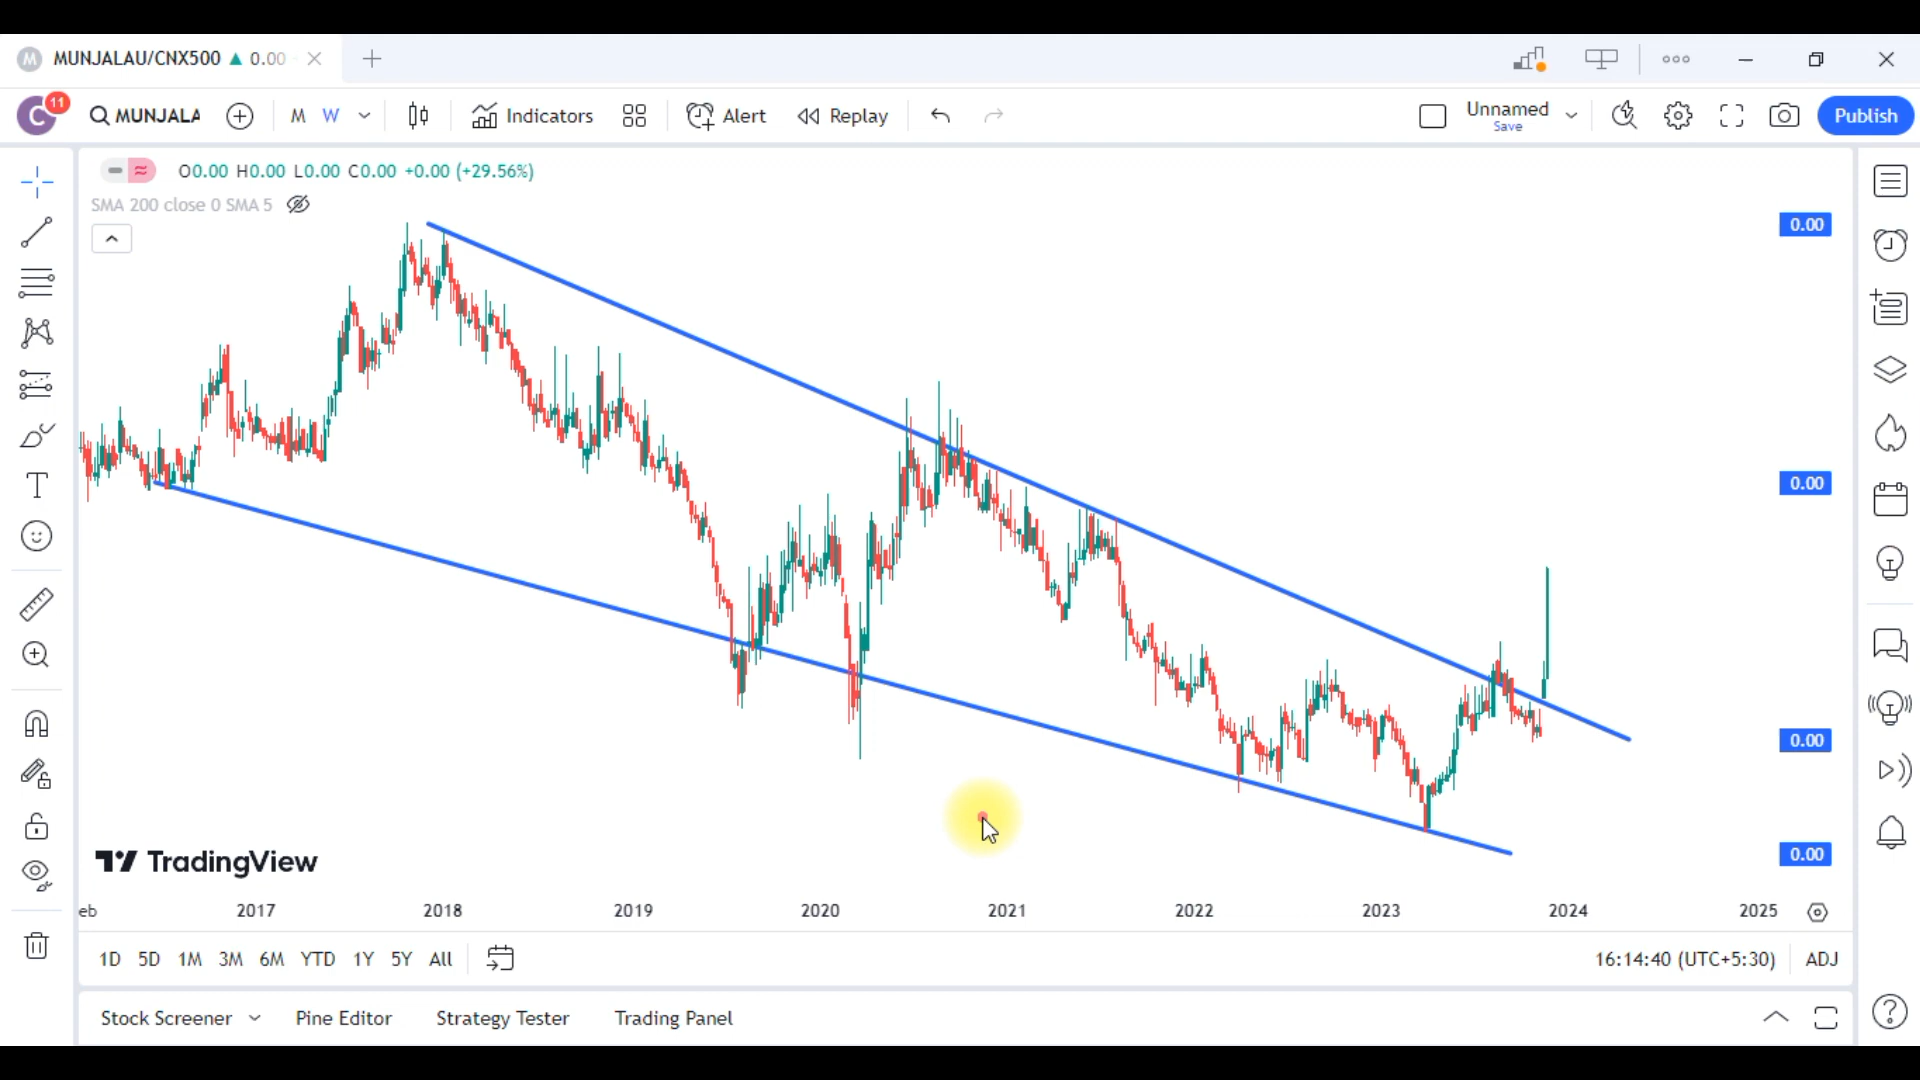 M MUNJALAU/CNX500 ▲ 0.00
C 11 MUNJALA M W Indicators Alert Replay Unnamed Save Publish
O0.00 H0.00 L0.00 C0.00 +0.00 (+29.56%)
SMA 200 close 0 SMA 5
0.00
0.00
0.00
0.00
TradingView
eb 2017 2018 2019 2020 2021 2022 2023 2024 2025
1D 5D 1M 3M 6M YTD 1Y 5Y All 16:14:40 (UTC+5:30) ADJ
Stock Screener Pine Editor Strategy Tester Trading Panel